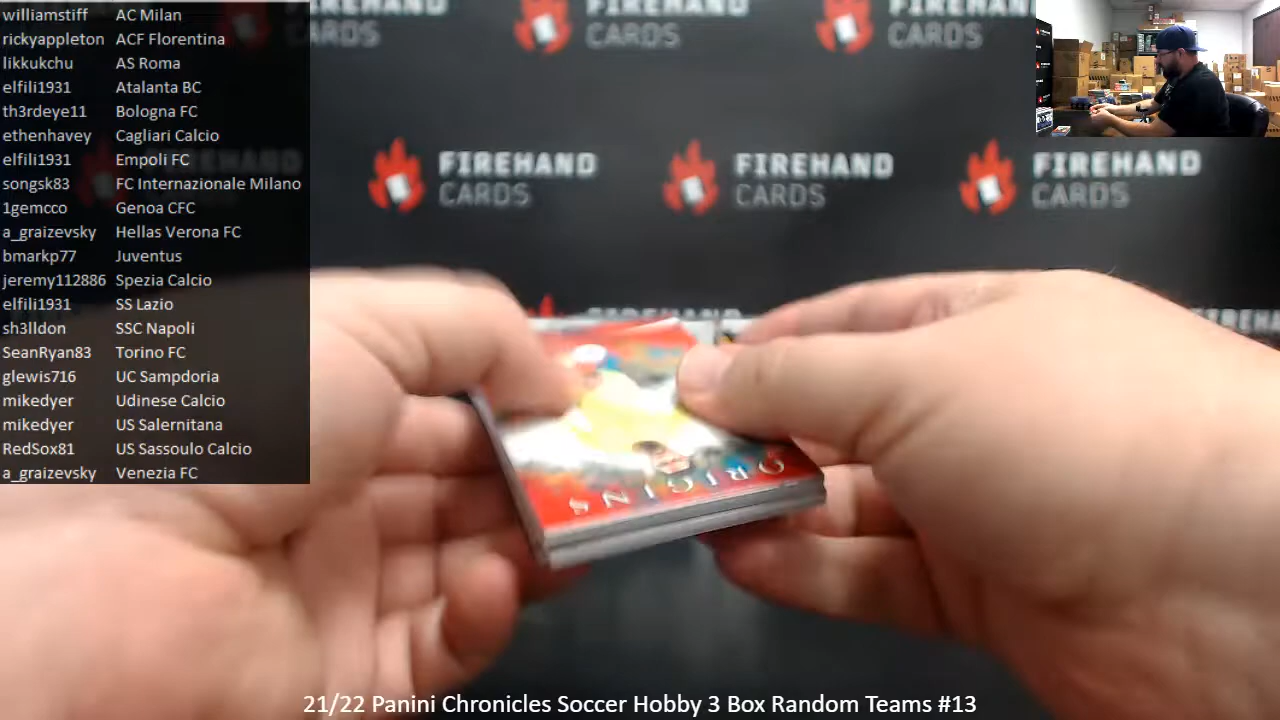 williamstiff AC Milan
rickyappleton ACF Florentina
likkukchu AS Roma
elfili1931 Atalanta BC
th3rdeye11 Bologna FC
ethenhavey Cagliari Calcio
elfili1931 Empoli FC
songsk83 FC Internazionale Milano
1gemcco Genoa CFC
a_graizevsky Hellas Verona FC
bmarkp77 Juventus
jeremy112886 Spezia Calcio
elfili1931 SS Lazio
sh3lldon SSC Napoli
SeanRyan83 Torino FC
glewis716 UC Sampdoria
mikedyer Udinese Calcio
mikedyer US Salernitana
RedSox81 US Sassoulo Calcio
a_graizevsky Venezia FC
FIREHAND
CARDS
FIREHAND
CARDS
FIREHAND
CARDS
FIREHAND
CARDS
FIREHAND
CARDS
FIREHAND
CARDS
ORIGINS
21/22 Panini Chronicles Soccer Hobby 3 Box Random Teams #13